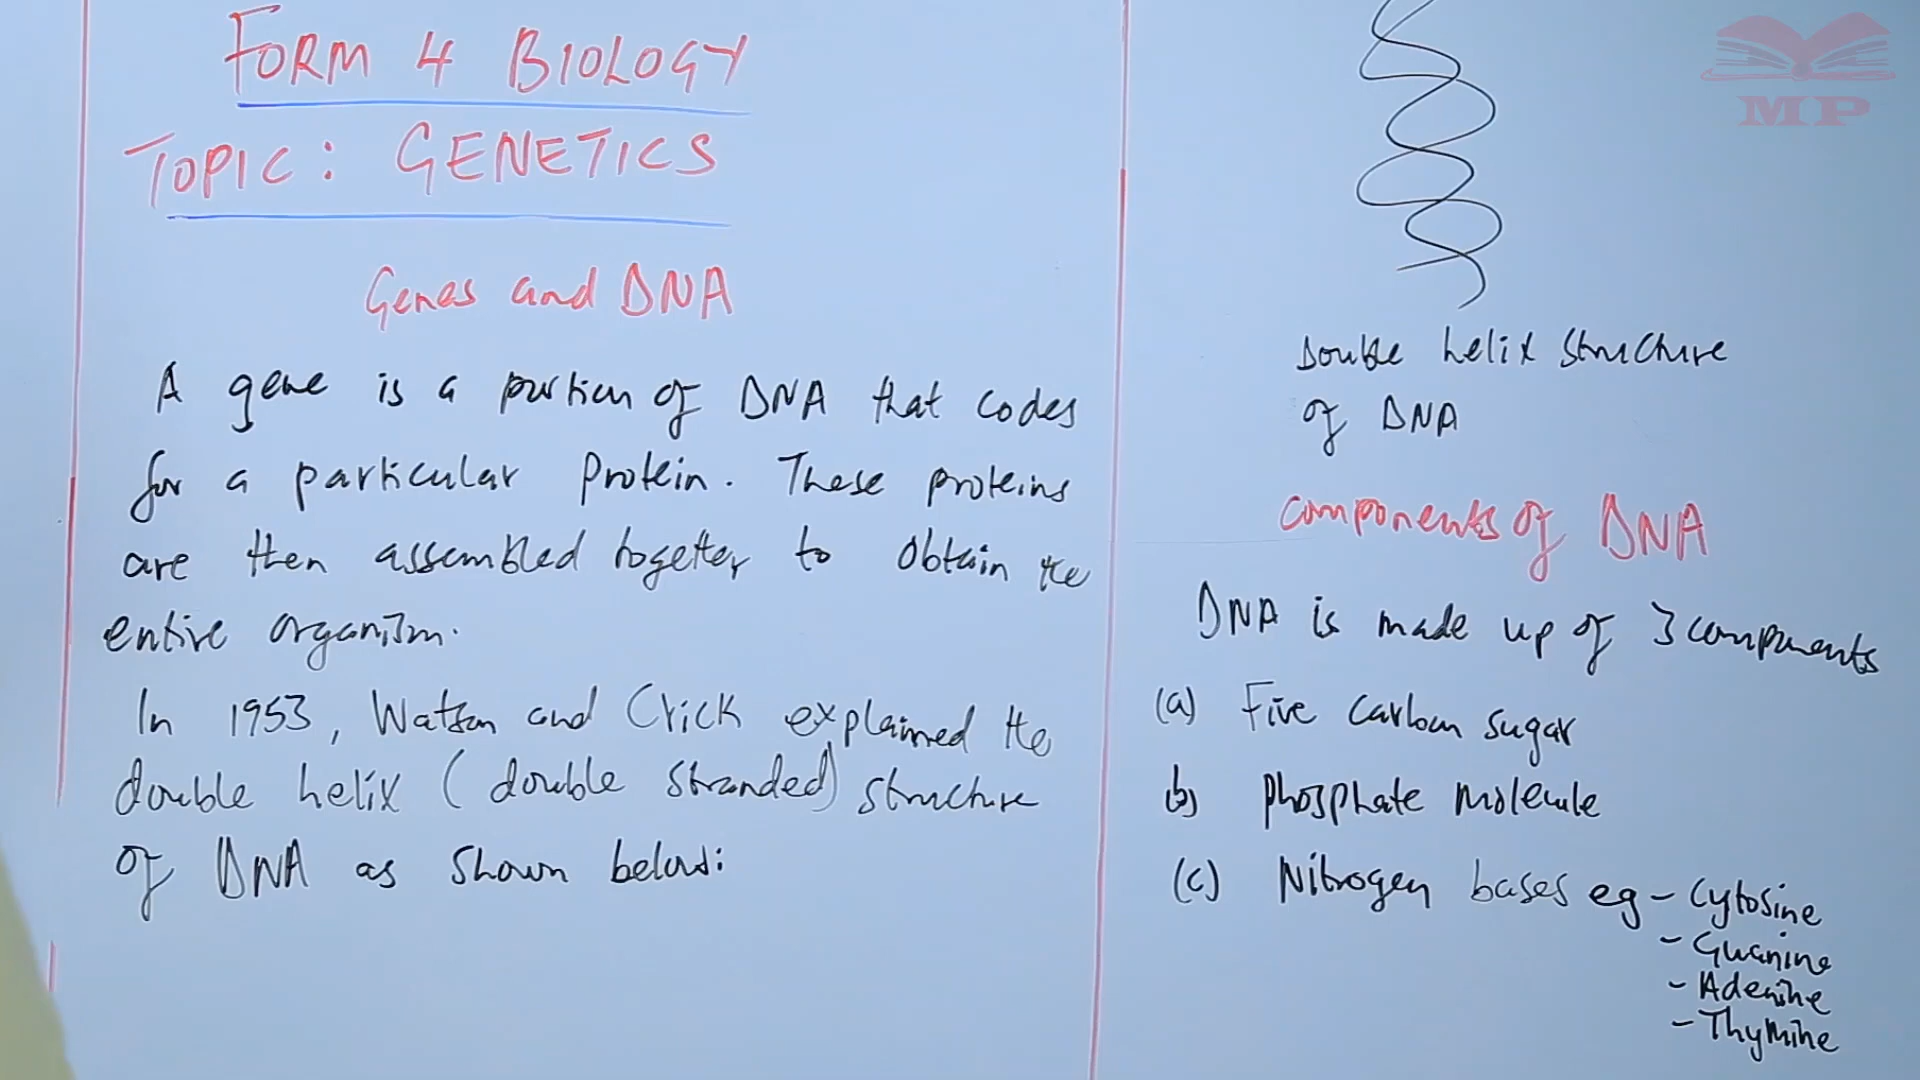 FORM 4 BIOLOGY
TOPIC: GENETICS
Genes and DNA
A gene is a portion of DNA that codes
for a particular protein. These proteins
are then assembled together to obtain the
entire organism.
In 1953, Watson and Crick explained the
double helix (double stranded) structure
of DNA as shown below:
Double helix structure
of DNA
components of DNA
DNA is made up of 3 components
(a) Five carbon sugar
(b) phosphate molecule
(c) Nitrogen bases eg - Cytosine
- Guanine
- Adenine
- Thymine
MP